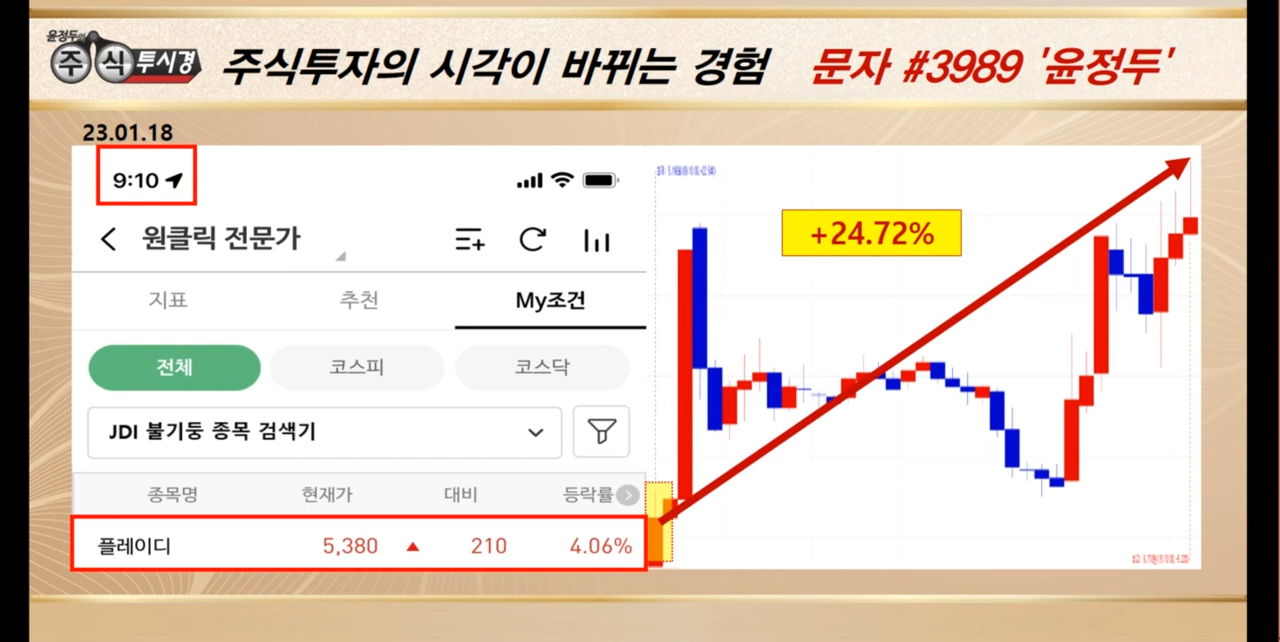 윤정두의
주식투시경
주식투자의 시각이 바뀌는 경험 문자 #3989 '윤정두'
23.01.18
9:10
원클릭 전문가
지표 추천 My조건
전체 코스피 코스닥
JDI 불기둥 종목 검색기
종목명 현재가 대비 등락률
플레이디 5,380 ▲ 210 4.06%
+24.72%